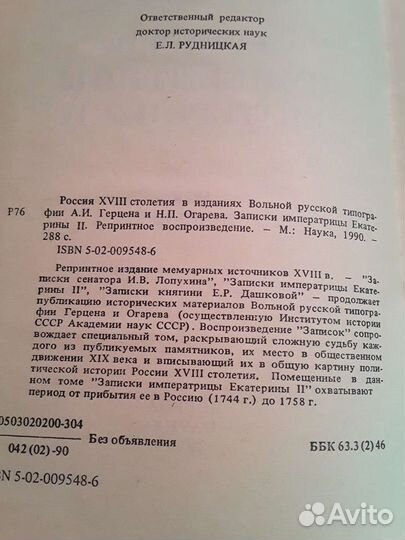 Ответственный редактор
доктор исторических наук
Е.Л. РУДНИЦКАЯ
Россия XVIII столетия в изданиях Вольной русской типогра-
Р76 фии А.И. Герцена и Н.П. Огарева. Записки императрицы Екате-
рины II. Репринтное воспроизведение. – М.: Наука, 1990. –
288 с.
ISBN 5-02-009548-6
Репринтное издание мемуарных источников XVIII в. – "За-
писки сенатора И.В. Лопухина", "Записки императрицы Екате-
рины II", "Записки княгини Е.Р. Дашковой" – продолжает
публикацию исторических материалов Вольной русской типогра-
фии Герцена и Огарева (осуществленную Институтом истории
СССР Академии наук СССР). Воспроизведение "Записок" сопро-
вождает специальный том, раскрывающий сложную судьбу каж-
дого из публикуемых памятников, их место в общественном
движении XIX века и вписывающий их в общую картину поли-
тической истории России XVIII столетия. Помещенные в дан-
ном томе "Записки императрицы Екатерины II" охватывают
период от прибытия ее в Россию (1744 г.) до 1758 г.
0503020200-304
042 (02)-90
Без объявления
ББК 63.3(2)46
SBN 5-02-009548-6
Avito